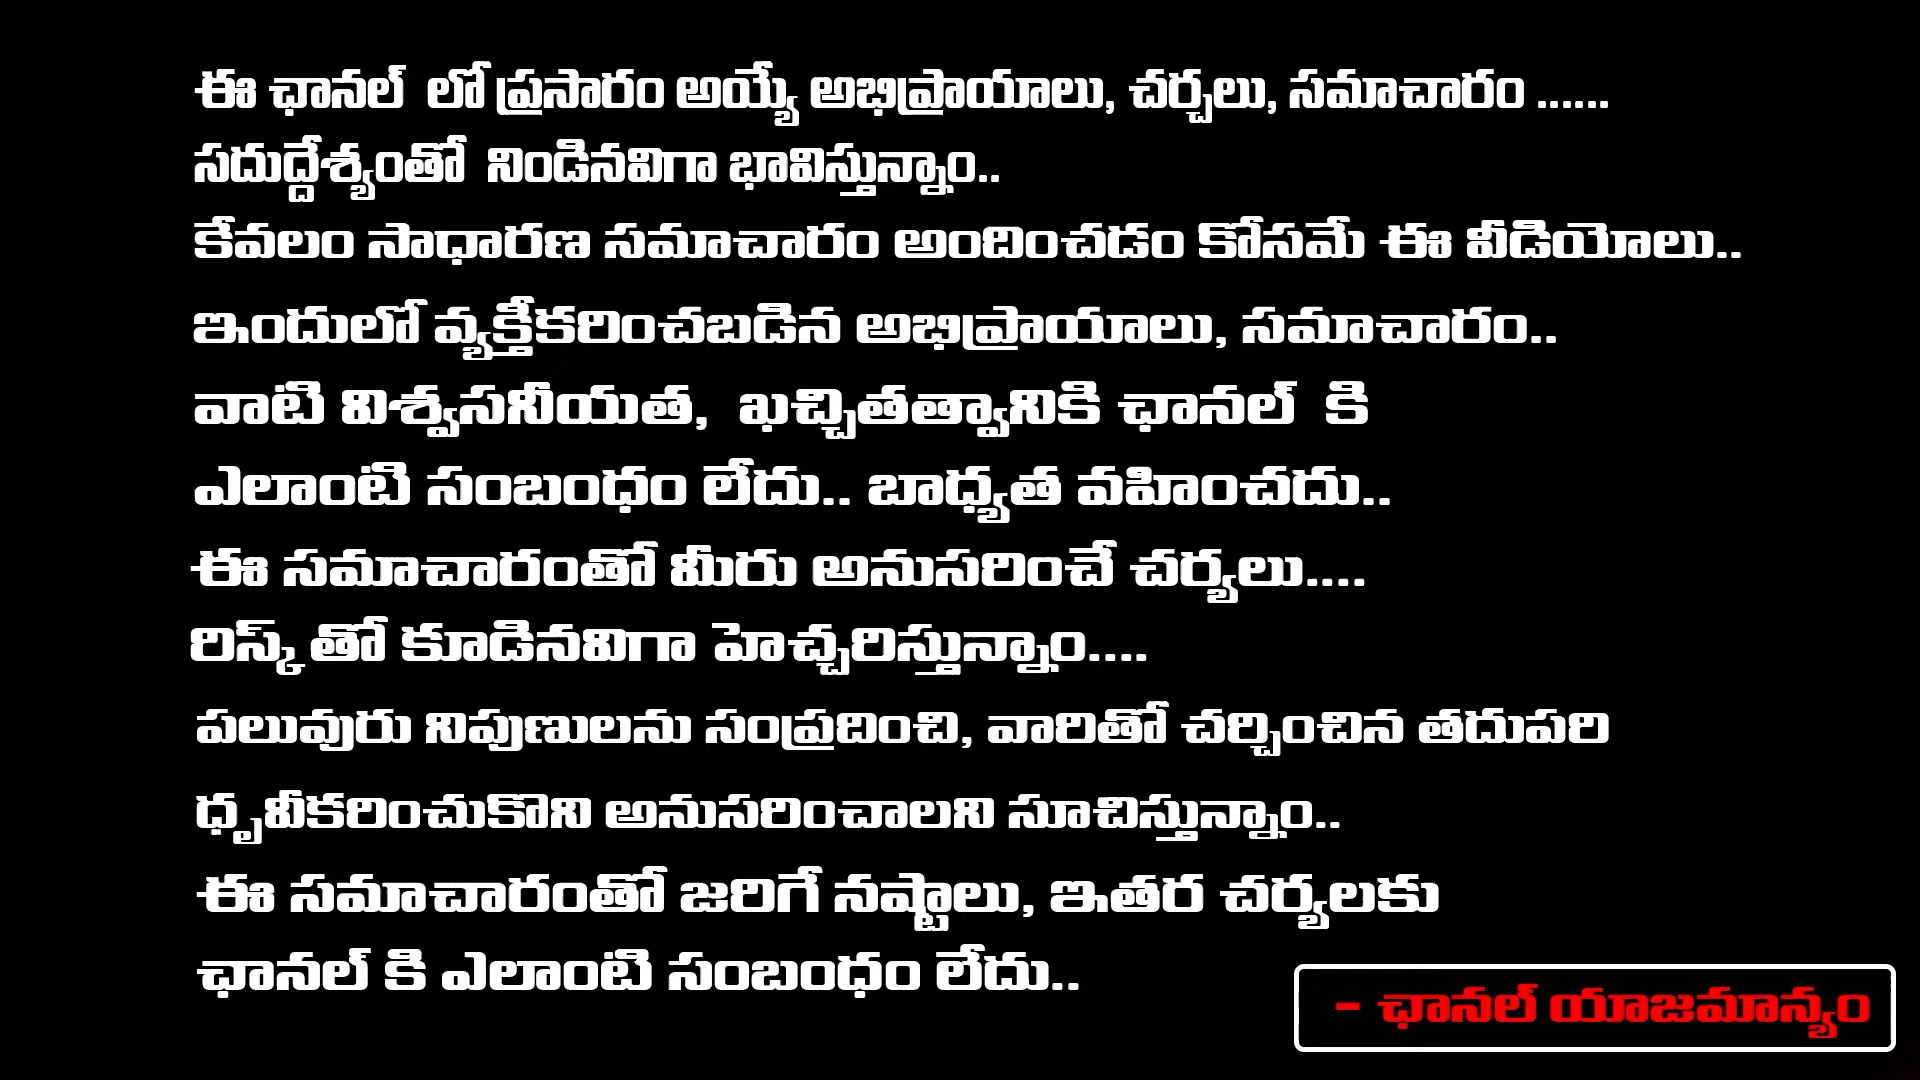 ఈ ఛానల్ లో ప్రసారం అయ్యే అభిప్రాయాలు, చర్చలు, సమాచారం ......
సదుద్దేశ్యంతో నిండినవిగా భావిస్తున్నాం..
కేవలం సాధారణ సమాచారం అందించడం కోసమే ఈ వీడియోలు..
ఇందులో వ్యక్తీకరించబడిన అభిప్రాయాలు, సమాచారం..
వాటి విశ్వసనీయత, ఖచ్చితత్వానికి ఛానల్ కి
ఎలాంటి సంబంధం లేదు.. బాధ్యత వహించదు..
ఈ సమాచారంతో మీరు అనుసరించే చర్యలు....
రిస్క్ తో కూడినవిగా హెచ్చరిస్తున్నాం....
పలువురు నిపుణులను సంప్రదించి, వారితో చర్చించిన తదుపరి
ధృవీకరించుకొని అనుసరించాలని సూచిస్తున్నాం..
ఈ సమాచారంతో జరిగే నష్టాలు, ఇతర చర్యలకు
ఛానల్ కి ఎలాంటి సంబంధం లేదు..
- ఛానల్ యాజమాన్యం